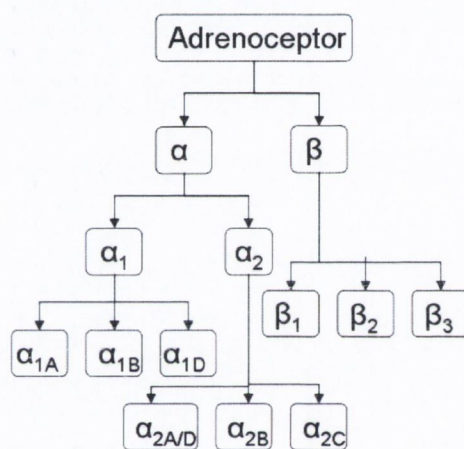 Adrenoceptor
α β
α₁ α₂
β₁ β₂ β₃
α₁A α₁B α₁D
α₂A/D α₂B α₂C